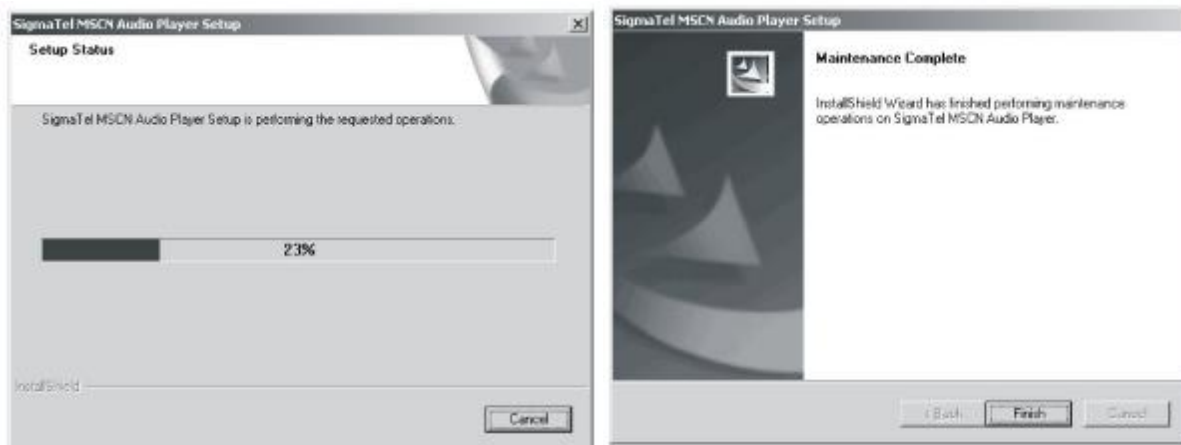 SigmaTel MSCN Audio Player Setup
Setup Status
SigmaTel MSCN Audio Player Setup is performing the requested operations.
23%
InstallShield
Cancel
SigmaTel MSCN Audio Player Setup
Maintenance Complete
InstallShield Wizard has finished performing maintenance
operations on SigmaTel MSCN Audio Player.
< Back
Finish
Cancel